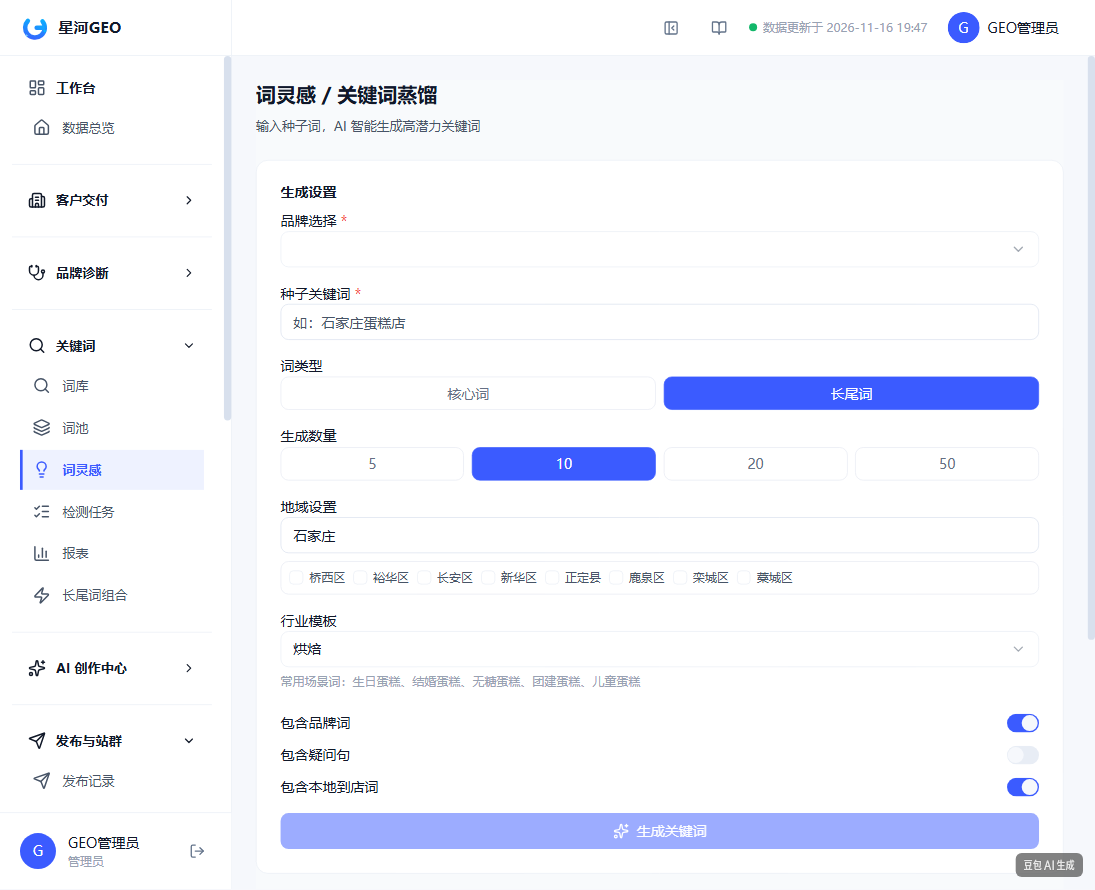 星河GEO
数据更新于 2026-11-16 19:47
G
GEO管理员
工作台
数据总览
客户交付
品牌诊断
关键词
词库
词池
词灵感
检测任务
报表
长尾词组合
AI 创作中心
发布与站群
发布记录
G
GEO管理员
管理员
词灵感 / 关键词蒸馏
输入种子词，AI 智能生成高潜力关键词
生成设置
品牌选择 *
种子关键词 *
如：石家庄蛋糕店
词类型
核心词 长尾词
生成数量
5 10 20 50
地域设置
石家庄
桥西区 裕华区 长安区 新华区 正定县 鹿泉区 栾城区 藁城区
行业模板
烘焙
常用场景词：生日蛋糕、结婚蛋糕、无糖蛋糕、团建蛋糕、儿童蛋糕
包含品牌词
包含疑问句
包含本地到店词
生成关键词
豆包 AI 生成